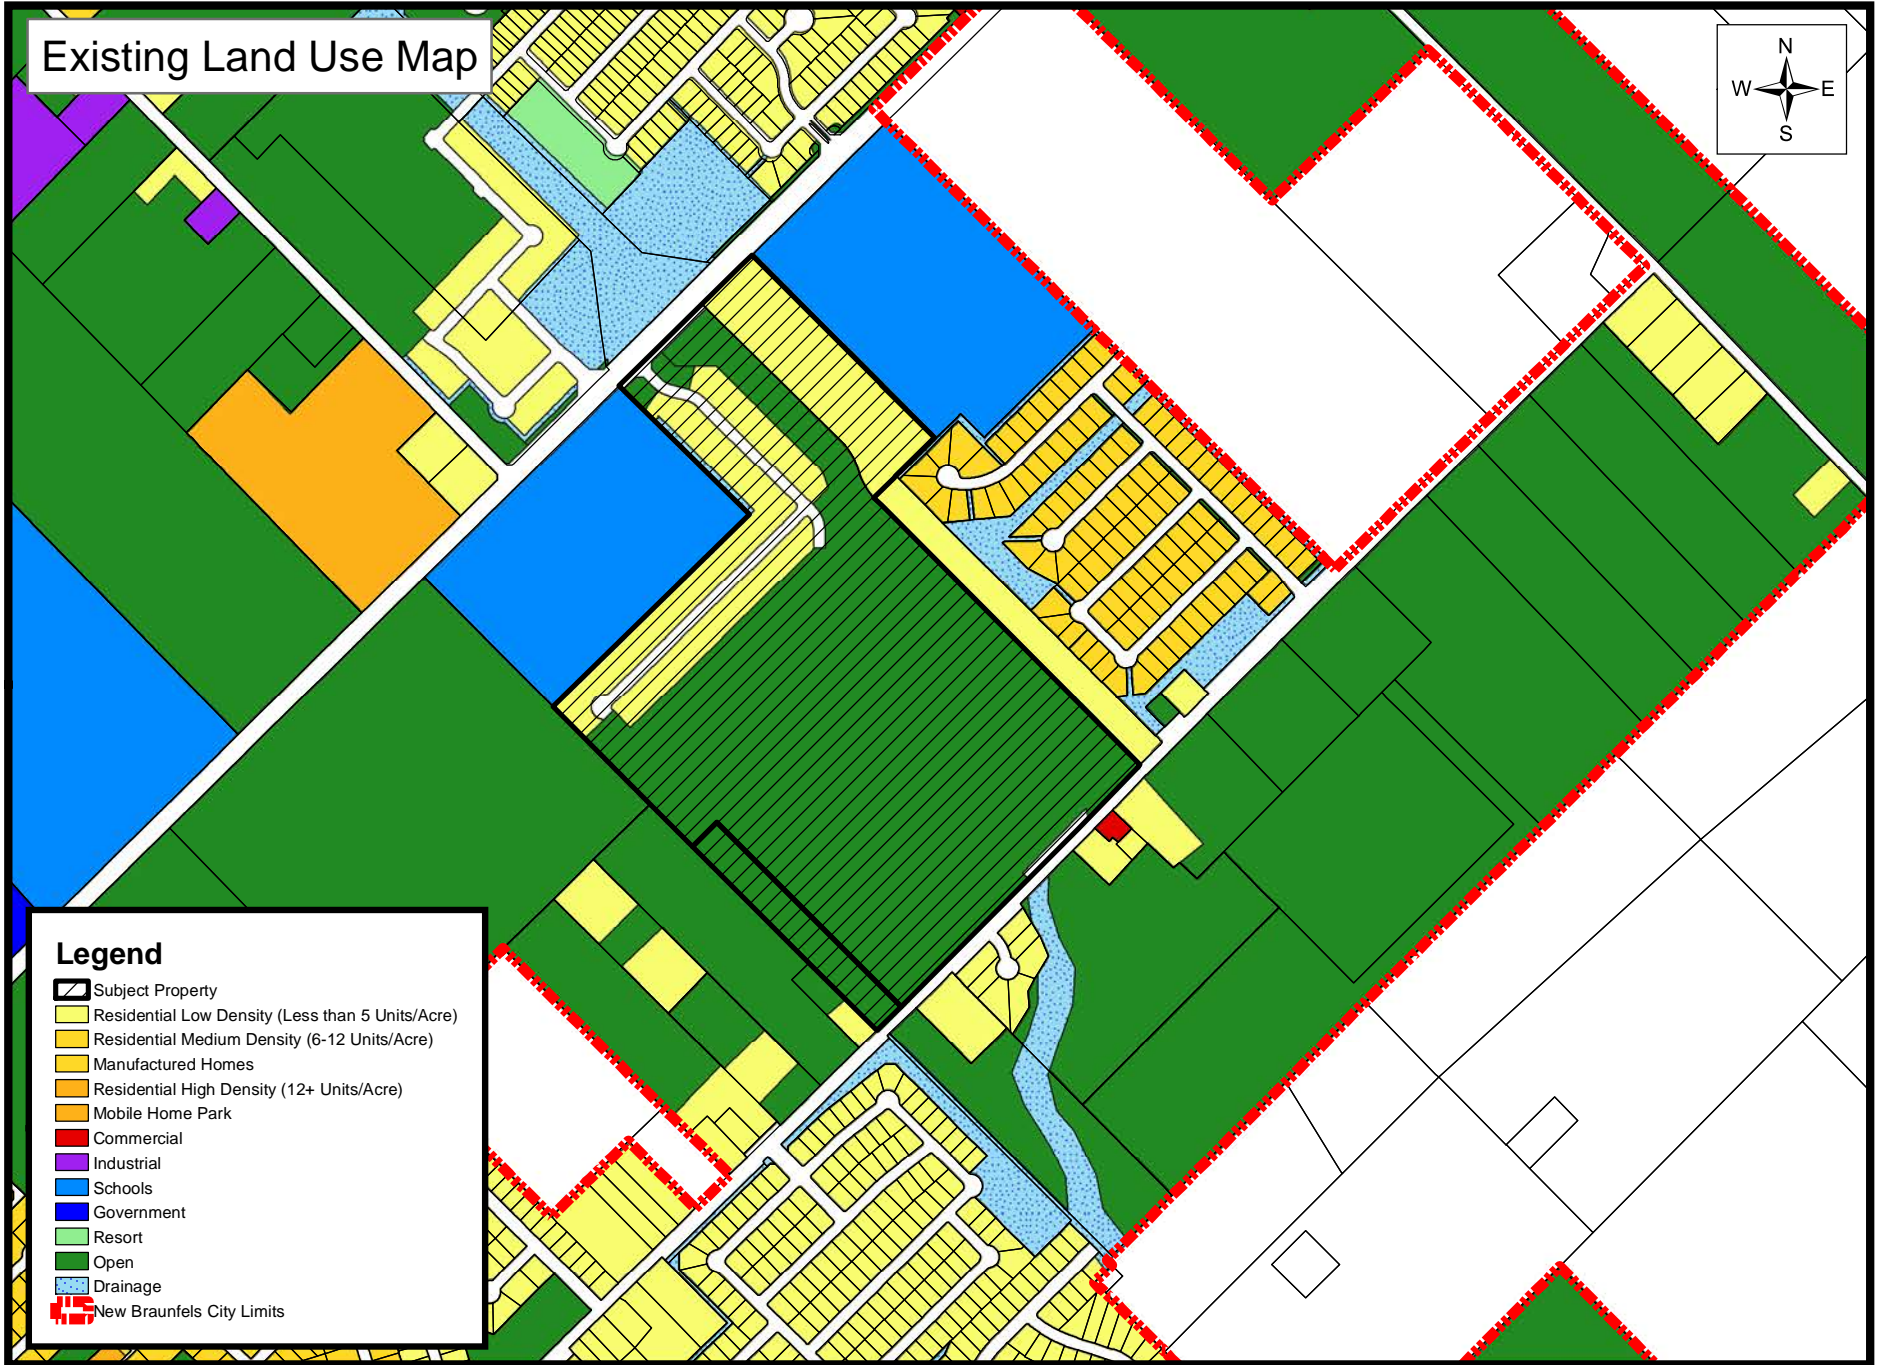 Existing Land Use Map
N
W E
S
Legend
Subject Property
Residential Low Density (Less than 5 Units/Acre)
Residential Medium Density (6-12 Units/Acre)
Manufactured Homes
Residential High Density (12+ Units/Acre)
Mobile Home Park
Commercial
Industrial
Schools
Government
Resort
Open
Drainage
New Braunfels City Limits